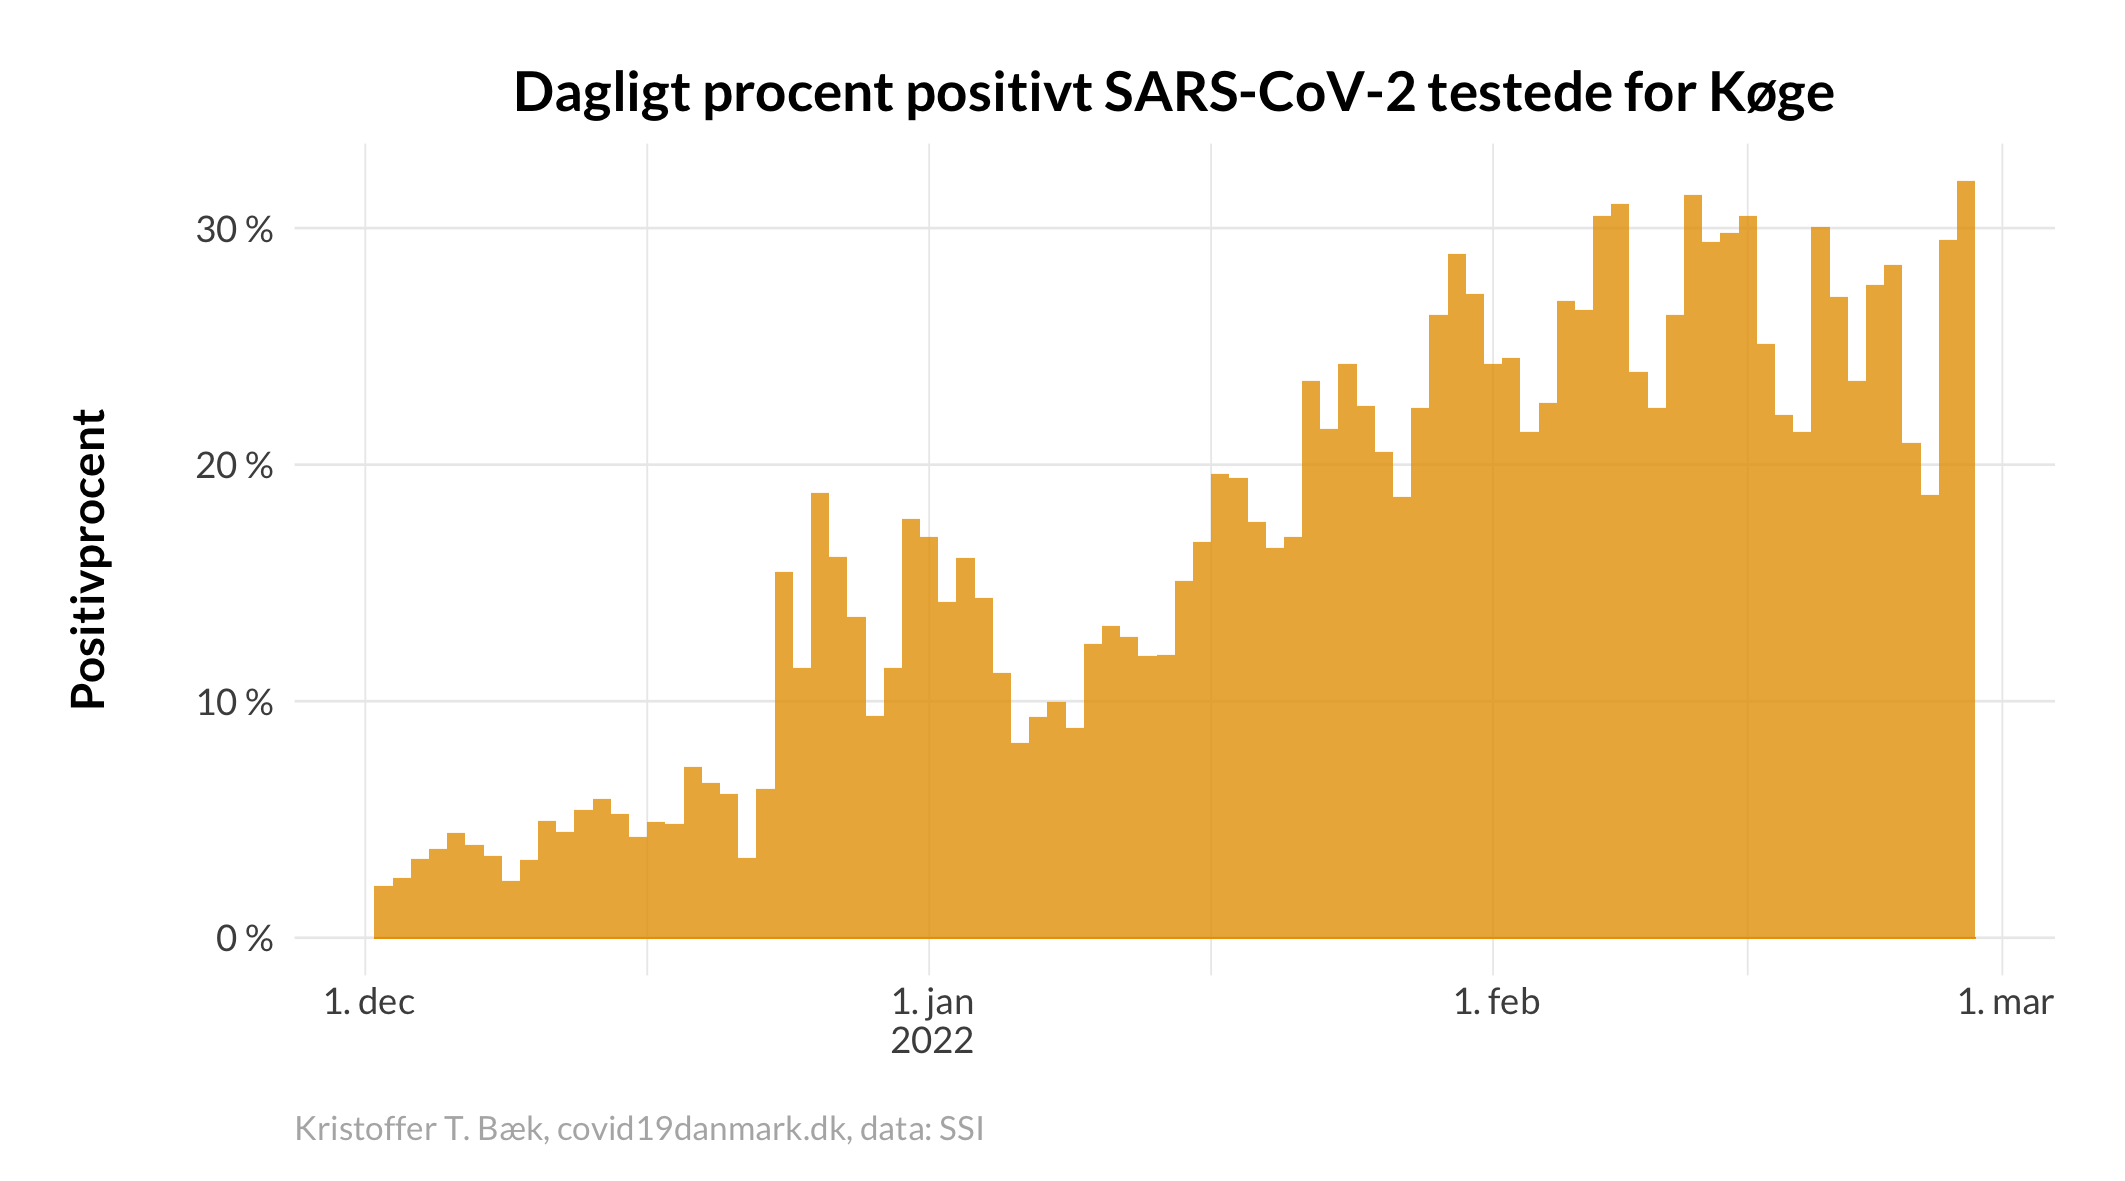 Dagligt procent positivt SARS-CoV-2 testede for Køge
Positivprocent
30 %
20 %
10 %
0 %
1. dec
1. jan
2022
1. feb
1. mar
Kristoffer T. Bæk, covid19danmark.dk, data: SSI